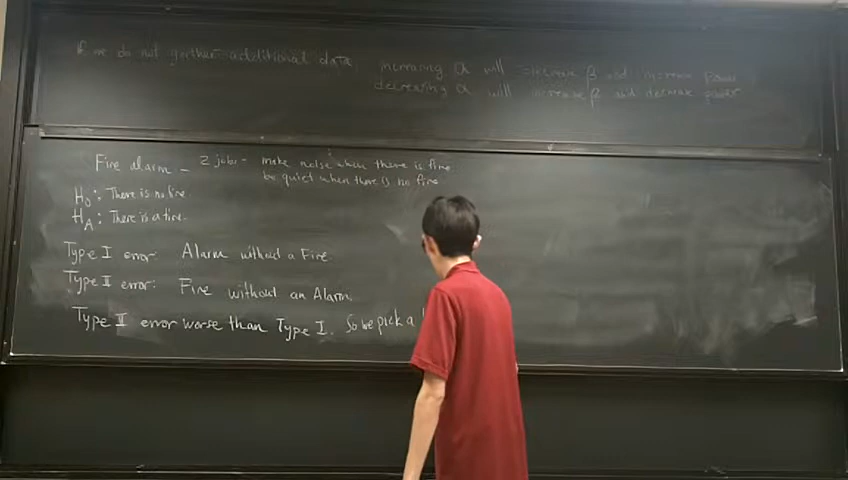 If we do not gather additional data, increasing α will decrease β and increase power
decreasing α will increase β and decrease power
Fire alarm - 2 jobs - make noise when there is fire
be quiet when there is no fire
H₀: There is no fire.
H_A: There is a fire.
Type I error: Alarm without a Fire
Type II error: Fire without an Alarm.
Type II error worse than Type I. So we pick a